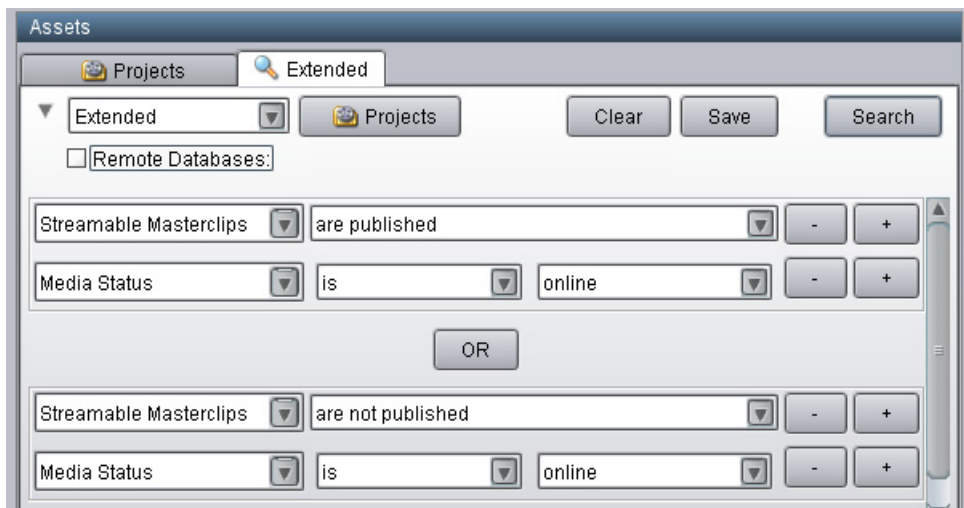 Assets
Projects Extended
Extended Projects Clear Save Search
Remote Databases:
Streamable Masterclips are published - +
Media Status is online - +
OR
Streamable Masterclips are not published - +
Media Status is online - +